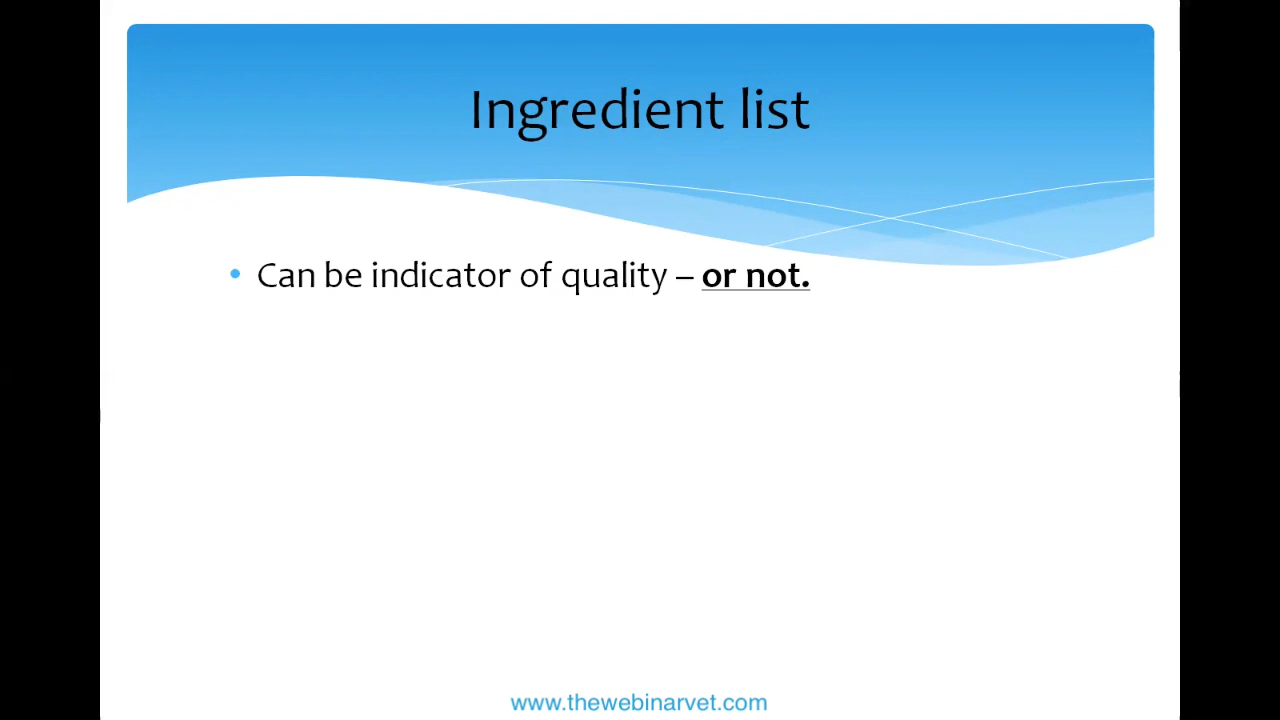 Ingredient list
• Can be indicator of quality – or not.
www.thewebinarvet.com